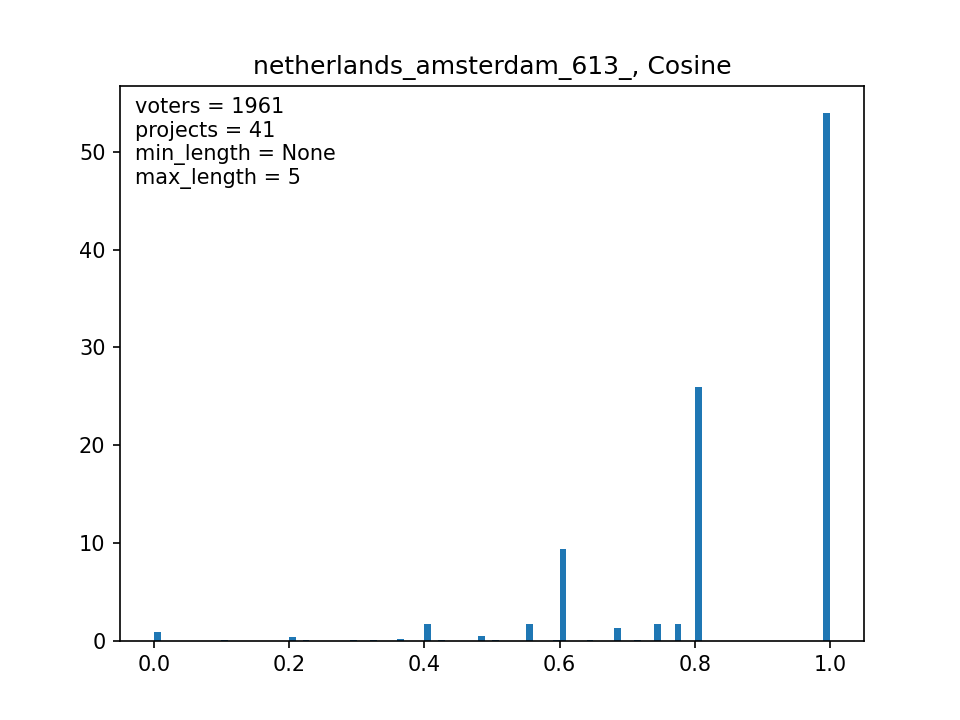 netherlands_amsterdam_613_, Cosine
voters = 1961
projects = 41
min_length = None
max_length = 5
50
40
30
20
10
0
0.0 0.2 0.4 0.6 0.8 1.0